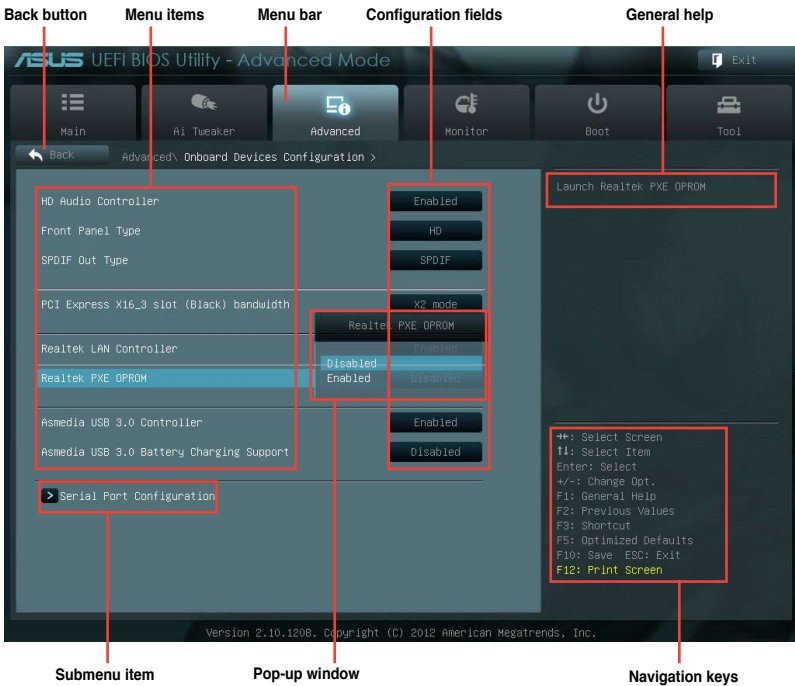 Back button Menu items Menu bar Configuration fields General help
ASUS UEFI BIOS Utility - Advanced Mode Exit
Main Ai Tweaker Advanced Monitor Boot Tool
Back Advanced\ Onboard Devices Configuration >
Launch Realtek PXE OPROM
HD Audio Controller Enabled
Front Panel Type HD
SPDIF Out Type SPDIF
PCI Express X16_3 slot (Black) bandwidth X2 mode
Realtek PXE OPROM
Realtek LAN Controller Enabled
Disabled
Realtek PXE OPROM Enabled Disabled
Asmedia USB 3.0 Controller Enabled
Asmedia USB 3.0 Battery Charging Support Disabled
> Serial Port Configuration
→←: Select Screen
↑↓: Select Item
Enter: Select
+/-: Change Opt.
F1: General Help
F2: Previous Values
F3: Shortcut
F5: Optimized Defaults
F10: Save ESC: Exit
F12: Print Screen
Version 2.10.1208. Copyright (C) 2012 American Megatrends, Inc.
Submenu item Pop-up window Navigation keys